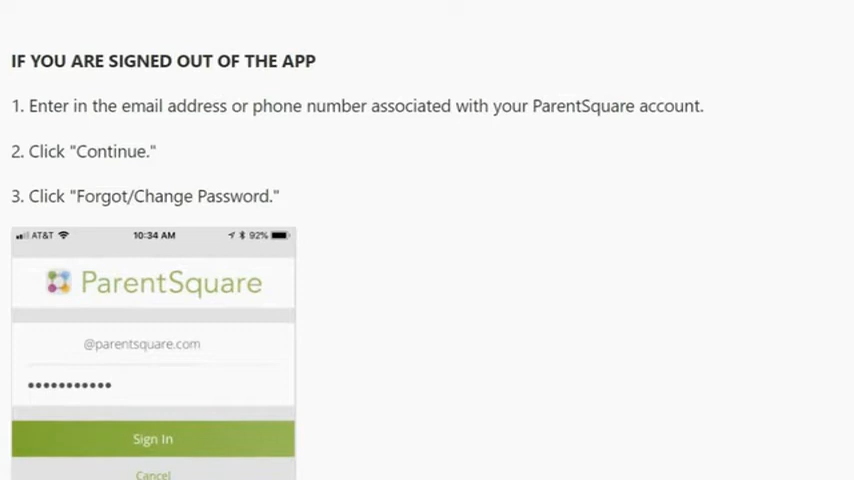 IF YOU ARE SIGNED OUT OF THE APP
1. Enter in the email address or phone number associated with your ParentSquare account.
2. Click "Continue."
3. Click "Forgot/Change Password."
AT&T 10:34 AM 92%
ParentSquare
@parentsquare.com
•••••••••••
Sign In
Cancel